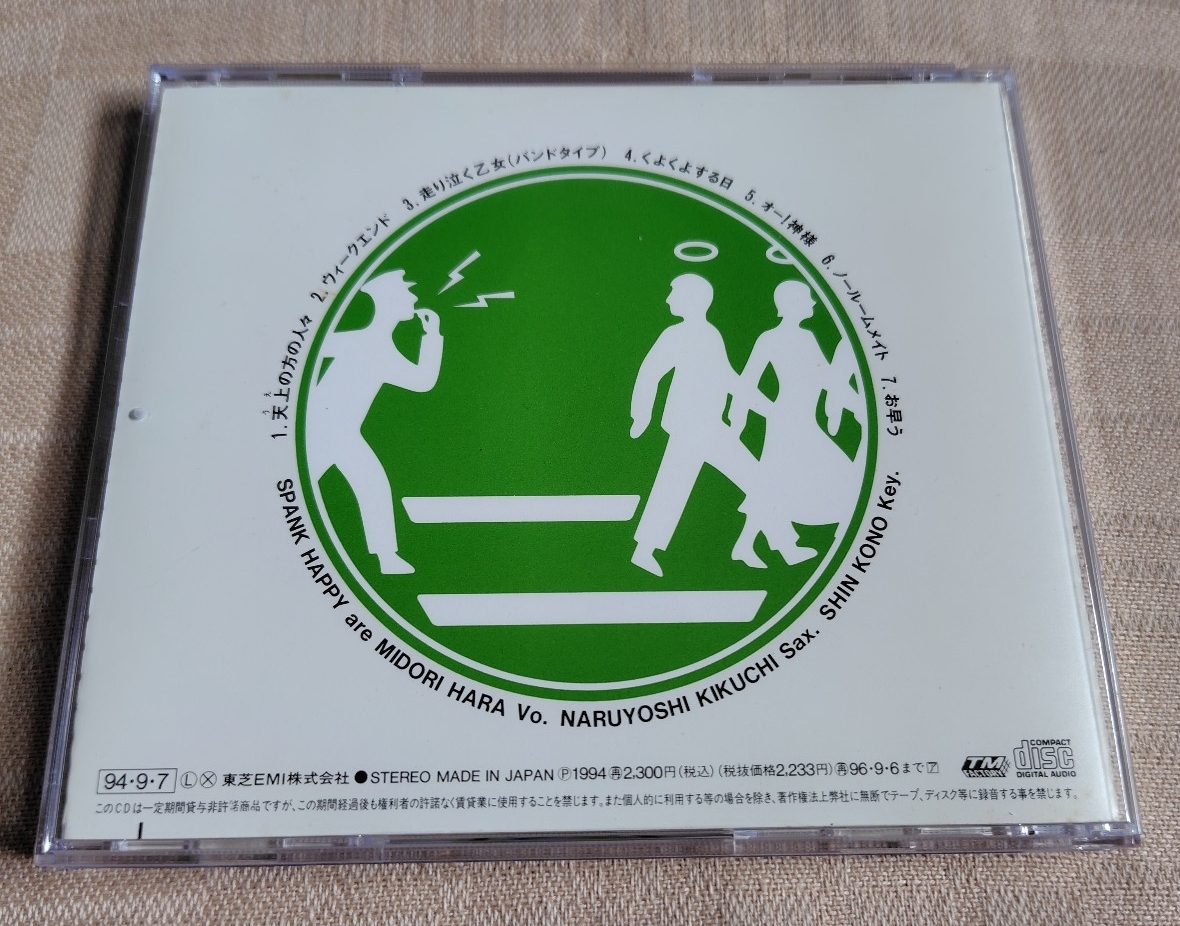 1.天上の方の人々 2.ウィークエンド 3.走り泣く乙女(バンドタイプ) 4.くよくよする日 5.オー!神様 6.ノールームメイト 7.お早う
うえ
SPANK HAPPY are MIDORI HARA Vo. NARUYOSHI KIKUCHI Sax. SHIN KONO Key.
94・9・7 Ⓛ Ⓧ 東芝EMI株式会社 ●STEREO MADE IN JAPAN Ⓟ1994 再 2,300円(税込)(税抜価格2,233円) 再 96・9・6まで
TM FACTORY
COMPACT disc DIGITAL AUDIO
このCDは一定期間貸与非許諾商品ですが、この期間経過後も権利者の許諾なく賃貸業に使用することを禁じます。また個人的に利用する等の場合を除き、著作権法上弊社に無断でテープ、ディスク等に録音する事を禁じます。